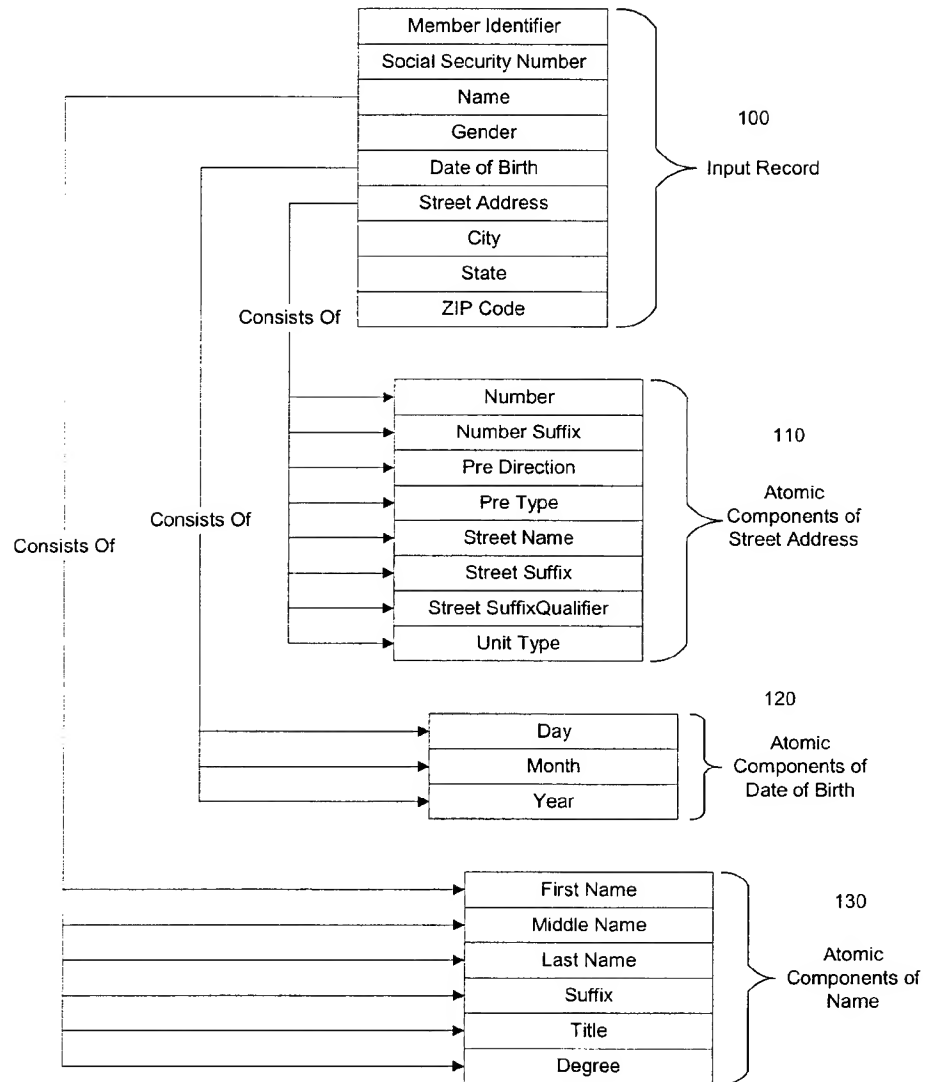 Member Identifier
Social Security Number
Name
Gender
Date of Birth
Street Address
City
State
ZIP Code
100
Input Record
Consists Of
Number
Number Suffix
Pre Direction
Pre Type
Street Name
Street Suffix
Street SuffixQualifier
Unit Type
110
Atomic
Components of
Street Address
Consists Of
Consists Of
Day
Month
Year
120
Atomic
Components of
Date of Birth
First Name
Middle Name
Last Name
Suffix
Title
Degree
130
Atomic
Components of
Name